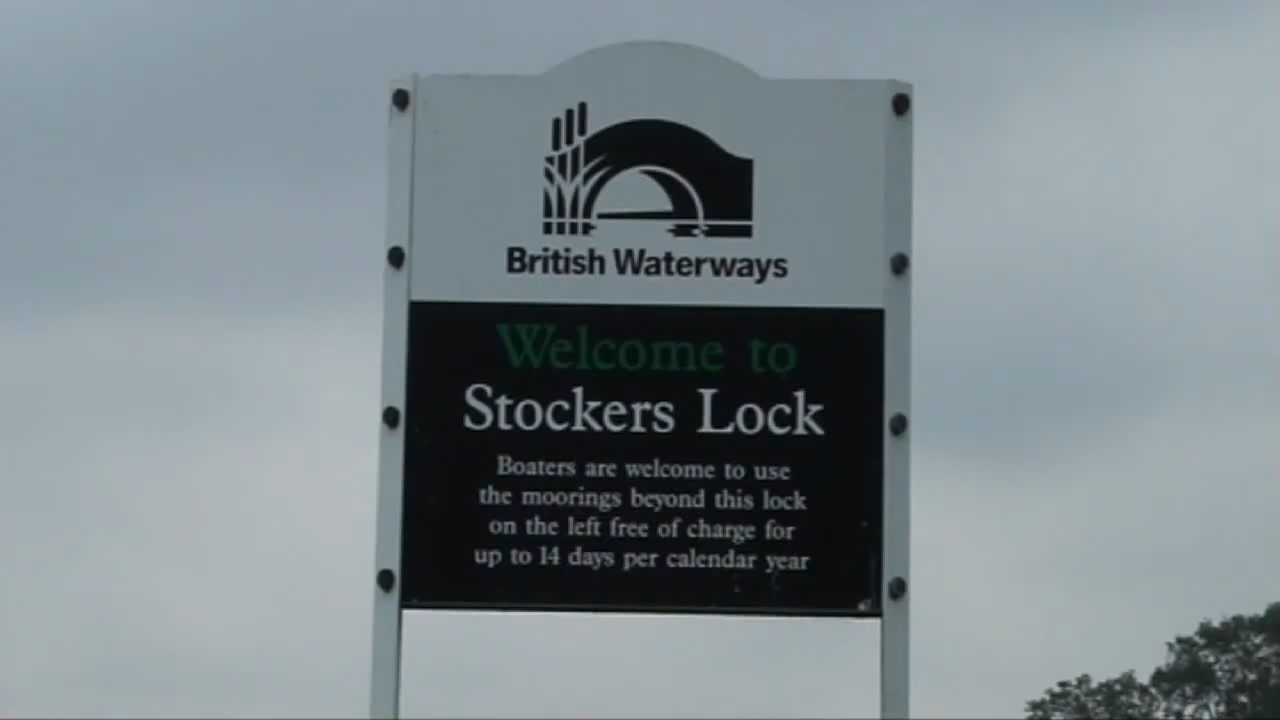 British Waterways
Welcome to
Stockers Lock
Boaters are welcome to use
the moorings beyond this lock
on the left free of charge for
up to 14 days per calendar year